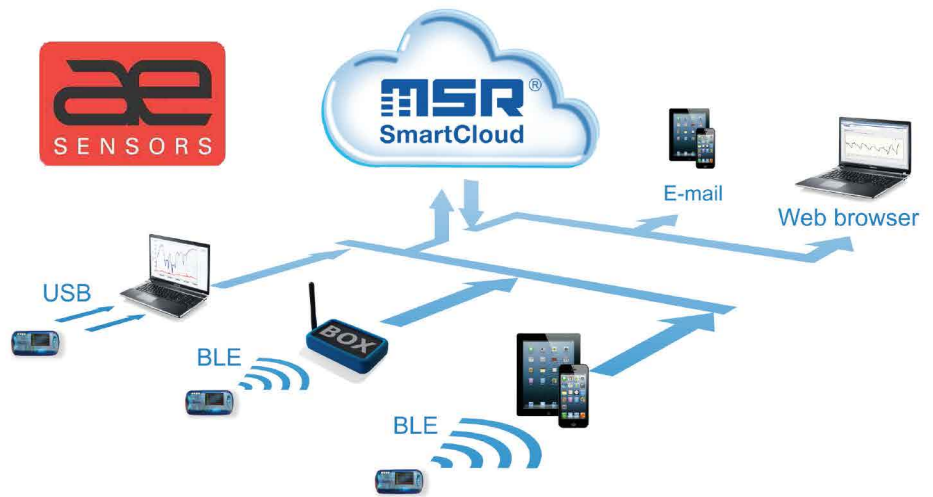 ae
SENSORS
MSR®
SmartCloud
E-mail
Web browser
USB
BOX
BLE
BLE